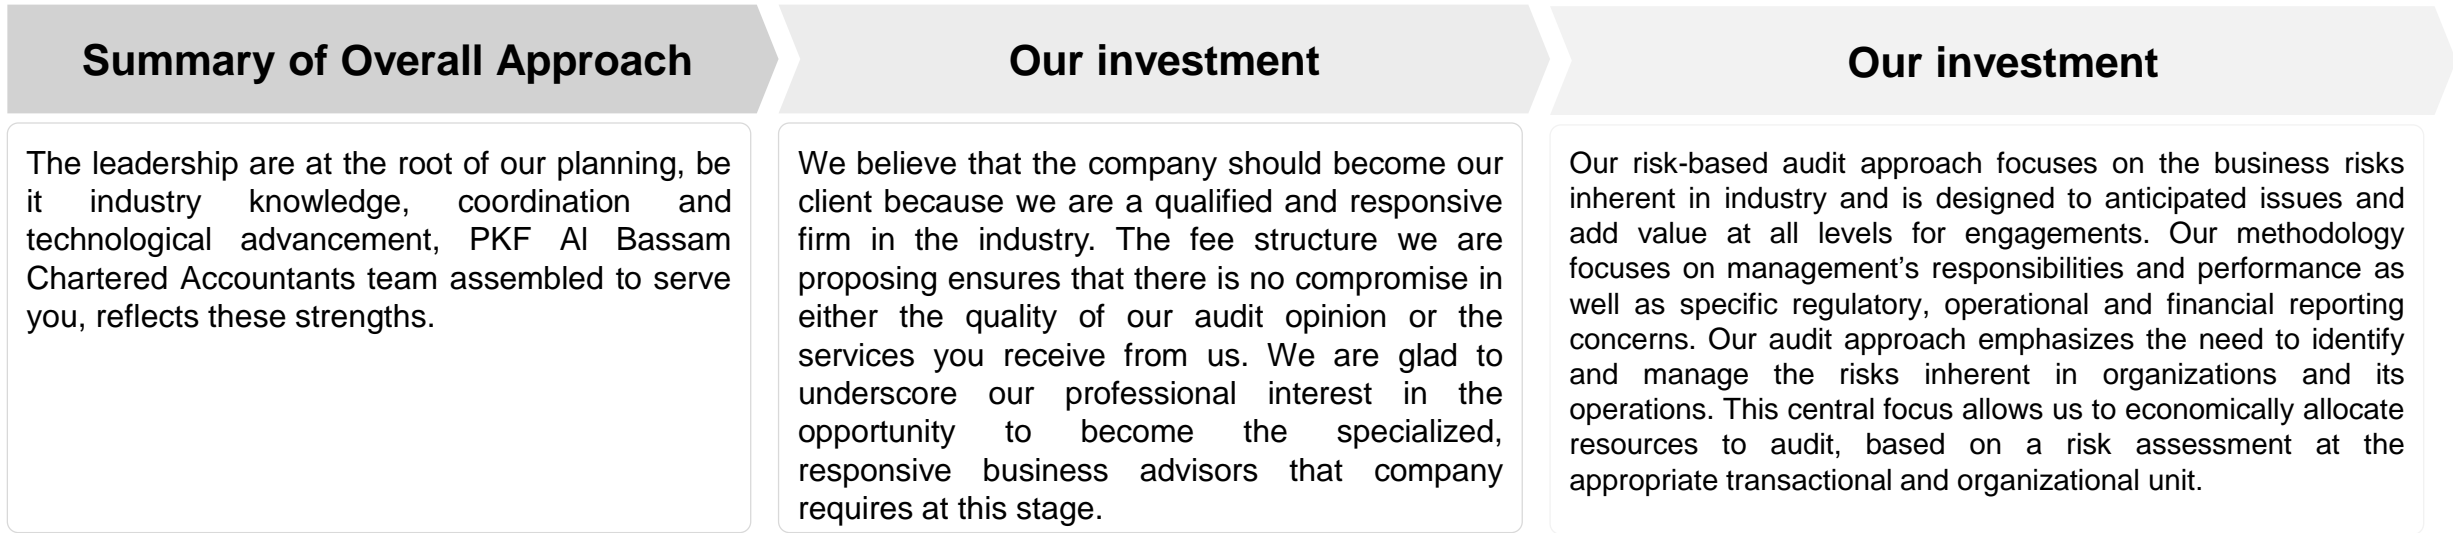 Summary of Overall Approach
The leadership are at the root of our planning, be
it industry knowledge, coordination and
technological advancement, PKF Al Bassam
Chartered Accountants team assembled to serve
you, reflects these strengths.
Our investment
We believe that the company should become our
client because we are a qualified and responsive
firm in the industry. The fee structure we are
proposing ensures that there is no compromise in
either the quality of our audit opinion or the
services you receive from us. We are glad to
underscore our professional interest in the
opportunity to become the specialized,
responsive business advisors that company
requires at this stage.
Our investment
Our risk-based audit approach focuses on the business risks
inherent in industry and is designed to anticipated issues and
add value at all levels for engagements. Our methodology
focuses on management’s responsibilities and performance as
well as specific regulatory, operational and financial reporting
concerns. Our audit approach emphasizes the need to identify
and manage the risks inherent in organizations and its
operations. This central focus allows us to economically allocate
resources to audit, based on a risk assessment at the
appropriate transactional and organizational unit.